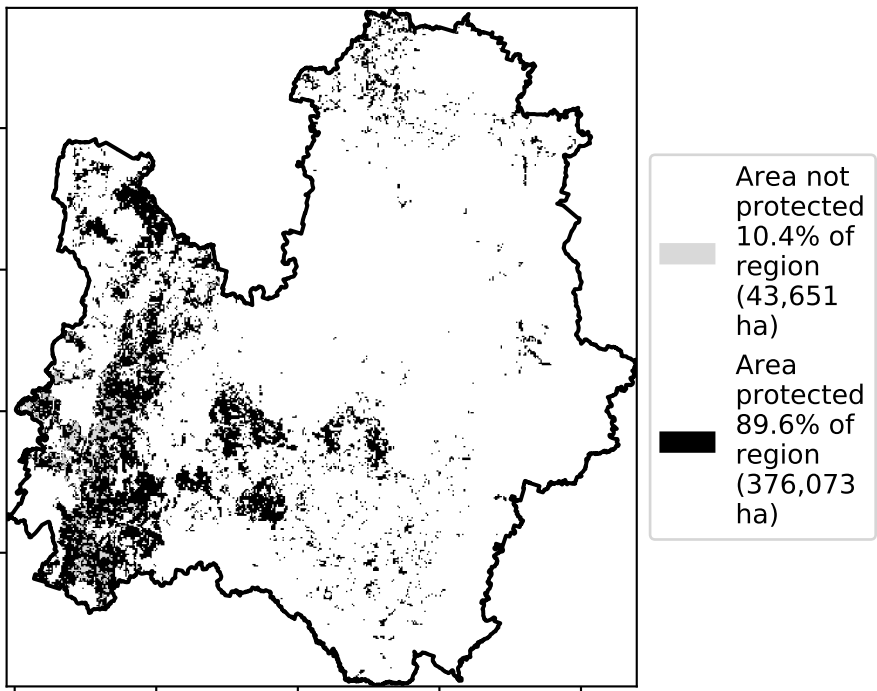 Area not
protected
10.4% of
region
(43,651
ha)
Area
protected
89.6% of
region
(376,073
ha)